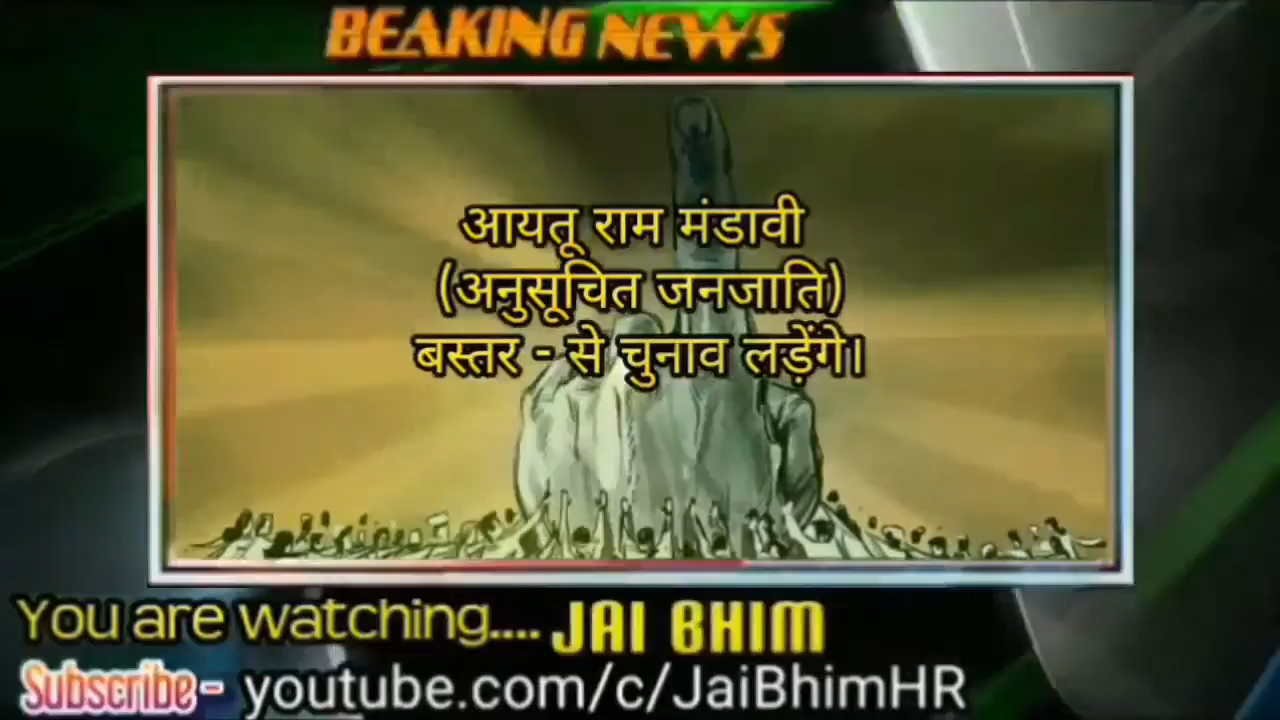 BEAKING NEWS
आयतू राम मंडावी
(अनुसूचित जनजाति)
बस्तर - से चुनाव लड़ेंगे।
You are watching.... JAI BHIM
Subscribe - youtube.com/c/JaiBhimHR